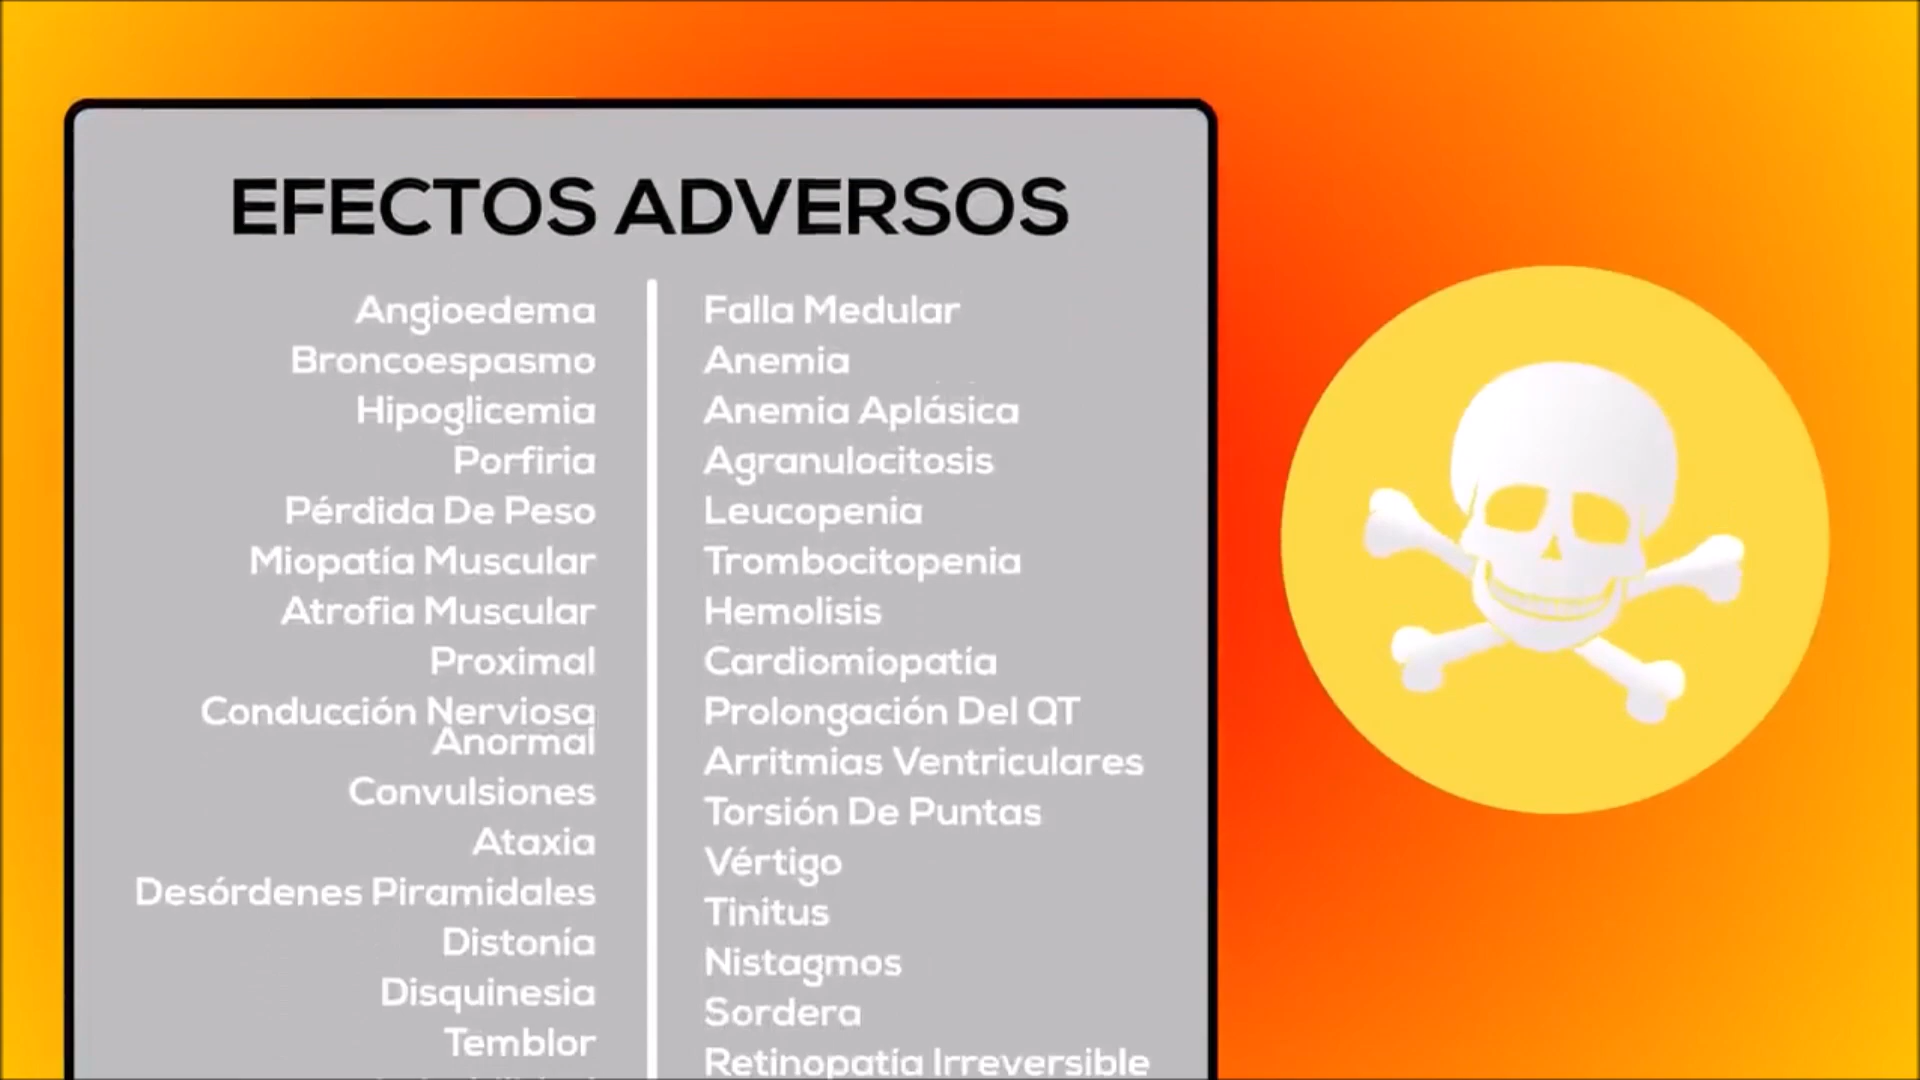 EFECTOS ADVERSOS
Angioedema
Broncoespasmo
Hipoglicemia
Porfiria
Pérdida De Peso
Miopatía Muscular
Atrofia Muscular
Proximal
Conducción Nerviosa
Anormal
Convulsiones
Ataxia
Desórdenes Piramidales
Distonía
Disquinesia
Temblor
Falla Medular
Anemia
Anemia Aplásica
Agranulocitosis
Leucopenia
Trombocitopenia
Hemolisis
Cardiomiopatía
Prolongación Del QT
Arritmias Ventriculares
Torsión De Puntas
Vértigo
Tinitus
Nistagmos
Sordera
Retinopatía Irreversible